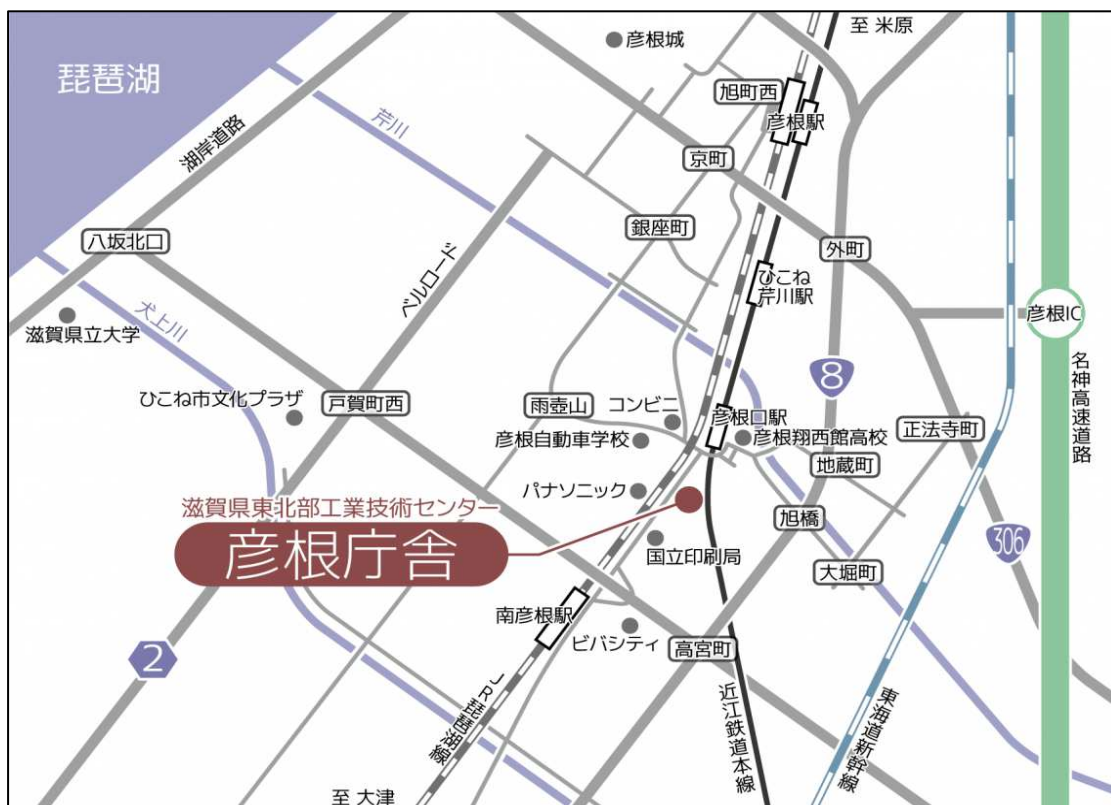 至 米原
彦根城
琵琶湖
旭町西
彦根駅
芹川
湖岸道路
京町
銀座町
八坂北口
外町
ベルロード
ひこね
芹川駅
彦根IC
犬上川
滋賀県立大学
名神高速道路
8
ひこね市文化プラザ
戸賀町西
雨壺山
コンビニ
彦根口駅
正法寺町
彦根自動車学校
彦根翔西館高校
地蔵町
パナソニック
滋賀県東北部工業技術センター
彦根庁舎
旭橋
国立印刷局
306
大堀町
南彦根駅
ビバシティ
高宮町
2
JR琵琶湖線
近江鉄道本線
東海道新幹線
至 大津